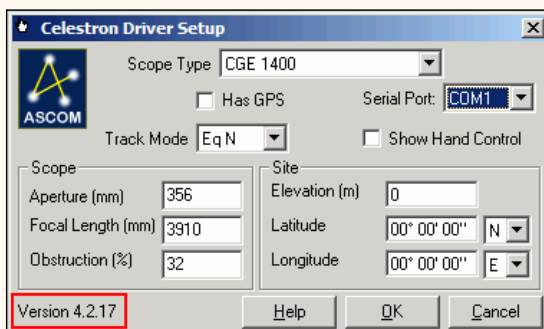 Celestron Driver Setup
ASCOM
Scope Type CGE 1400
Has GPS Serial Port: COM1
Track Mode Eq N Show Hand Control
Scope
Aperture (mm) 356
Focal Length (mm) 3910
Obstruction (%) 32
Site
Elevation (m) 0
Latitude 00° 00' 00" N
Longitude 00° 00' 00" E
Version 4.2.17 Help OK Cancel